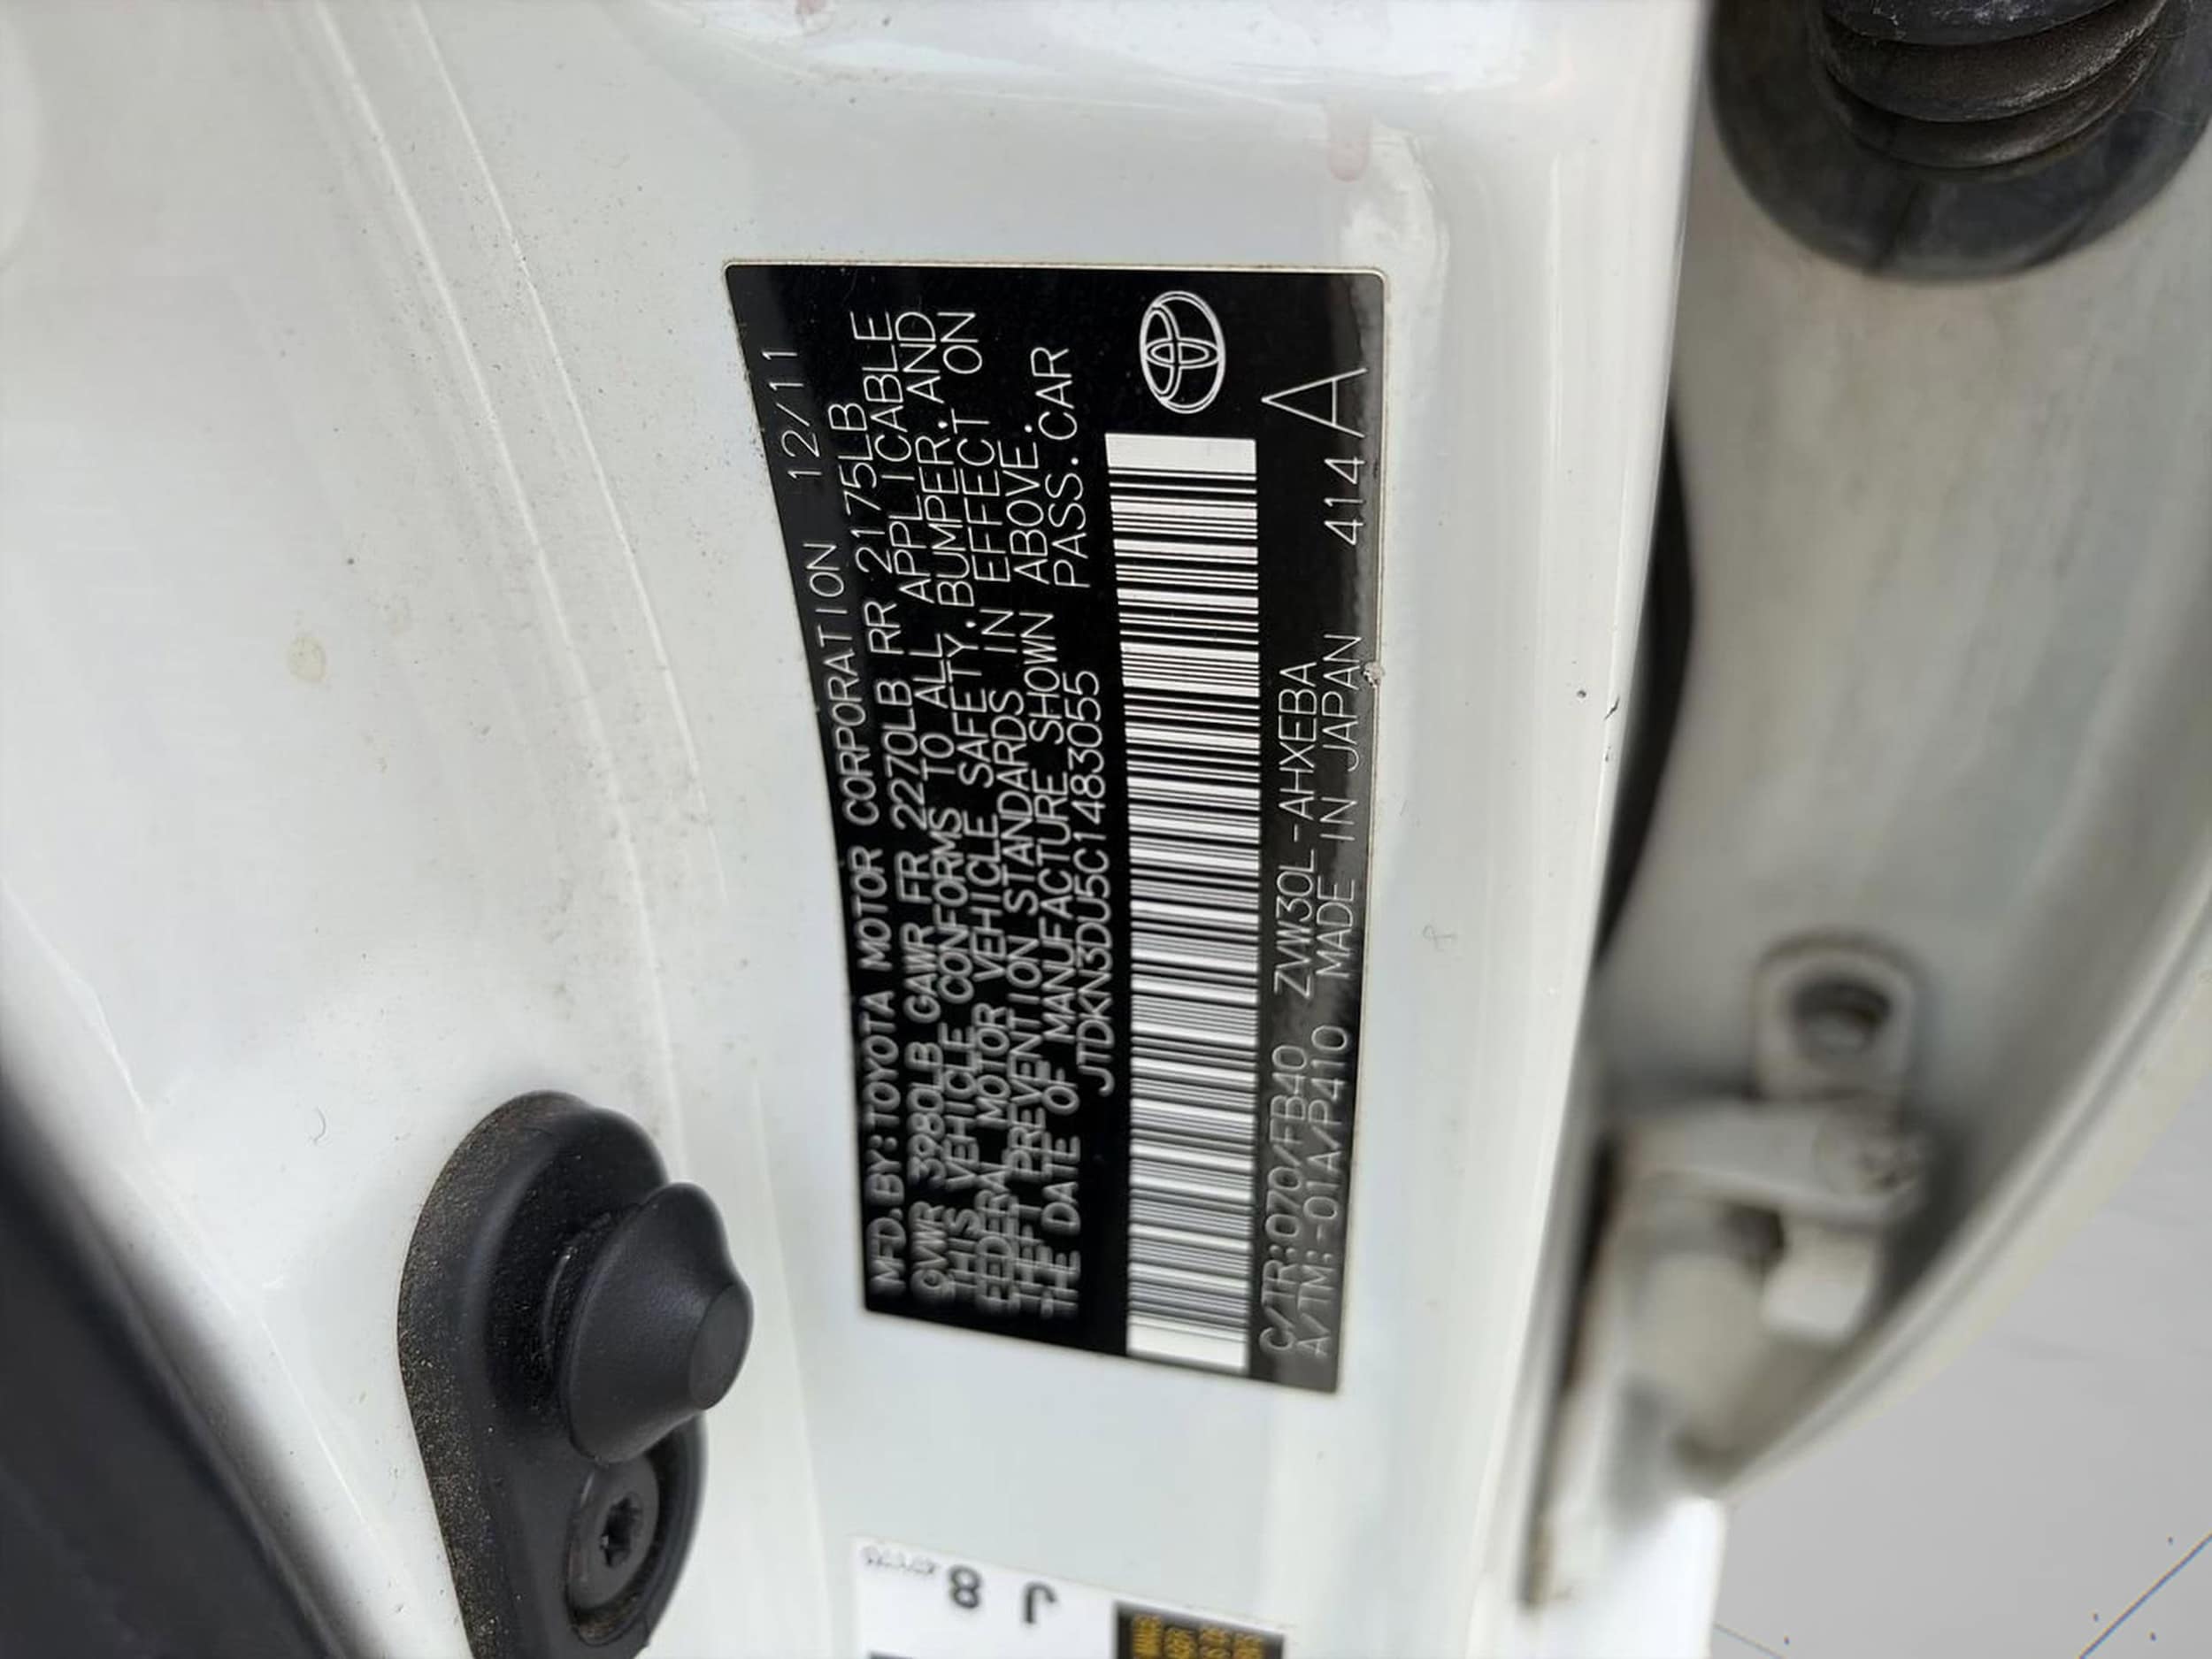 MFD.BY:TOYOTA MOTOR CORPORATION 12/11
GVWR 3980LB GAWR FR 2270LB RR 2175LB
THIS VEHICLE CONFORMS TO ALL APPLICABLE
FEDERAL MOTOR VEHICLE SAFETY, BUMPER, AND
THEFT PREVENTION STANDARDS IN EFFECT ON
THE DATE OF MANUFACTURE SHOWN ABOVE.
JTDKN3DU5C1483055 PASS.CAR
C/TR:070/FB40 ZVW30L-AHXEBA
A/TM:-01A/P410 MADE IN JAPAN 414 A
J 8